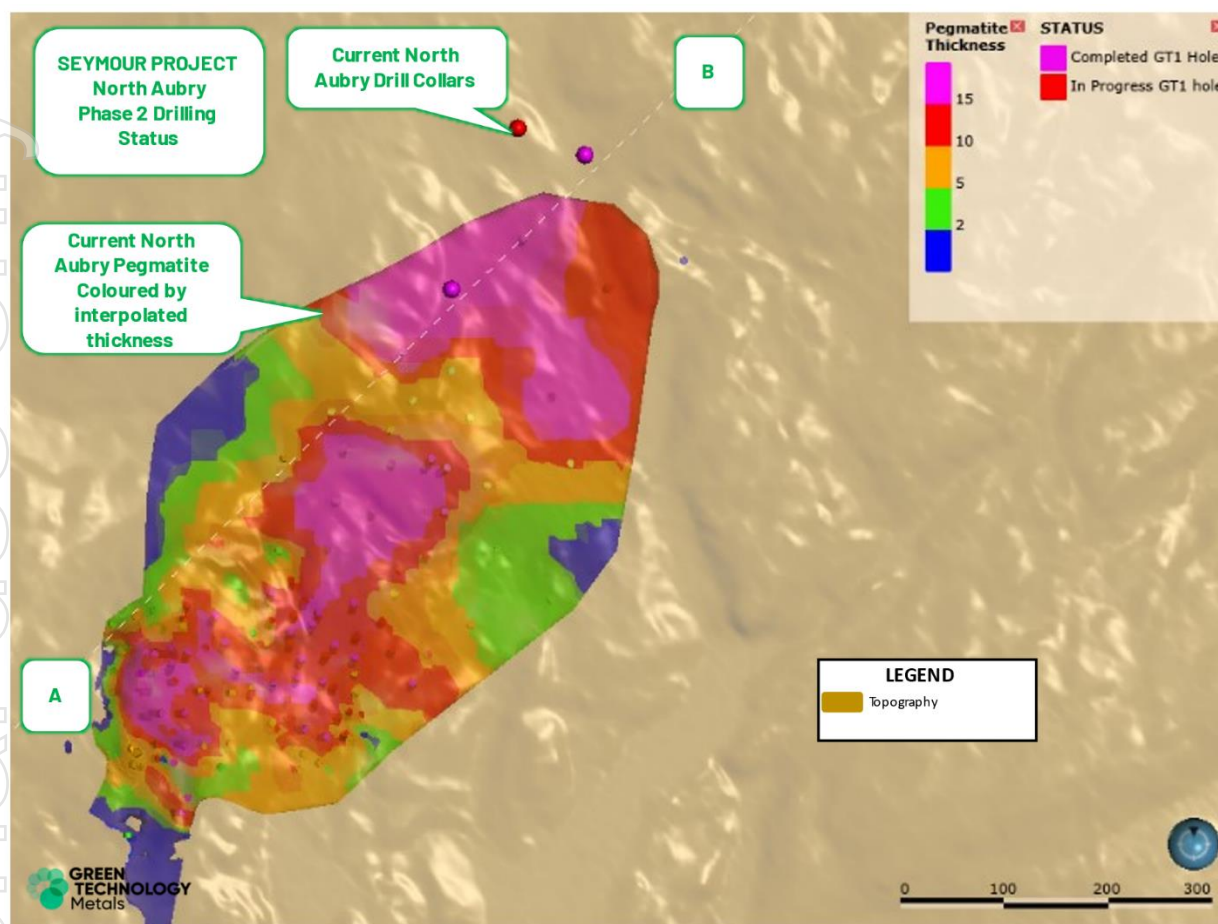 SEYMOUR PROJECT
North Aubry
Phase 2 Drilling
Status
Current North
Aubry Drill Collars
B
Pegmatite
Thickness
15
10
5
2
STATUS
Completed GT1 Hole
In Progress GT1 hole
Current North
Aubry Pegmatite
Coloured by
interpolated
thickness
A
LEGEND
Topography
GREEN
TECHNOLOGY
Metals
0 100 200 300